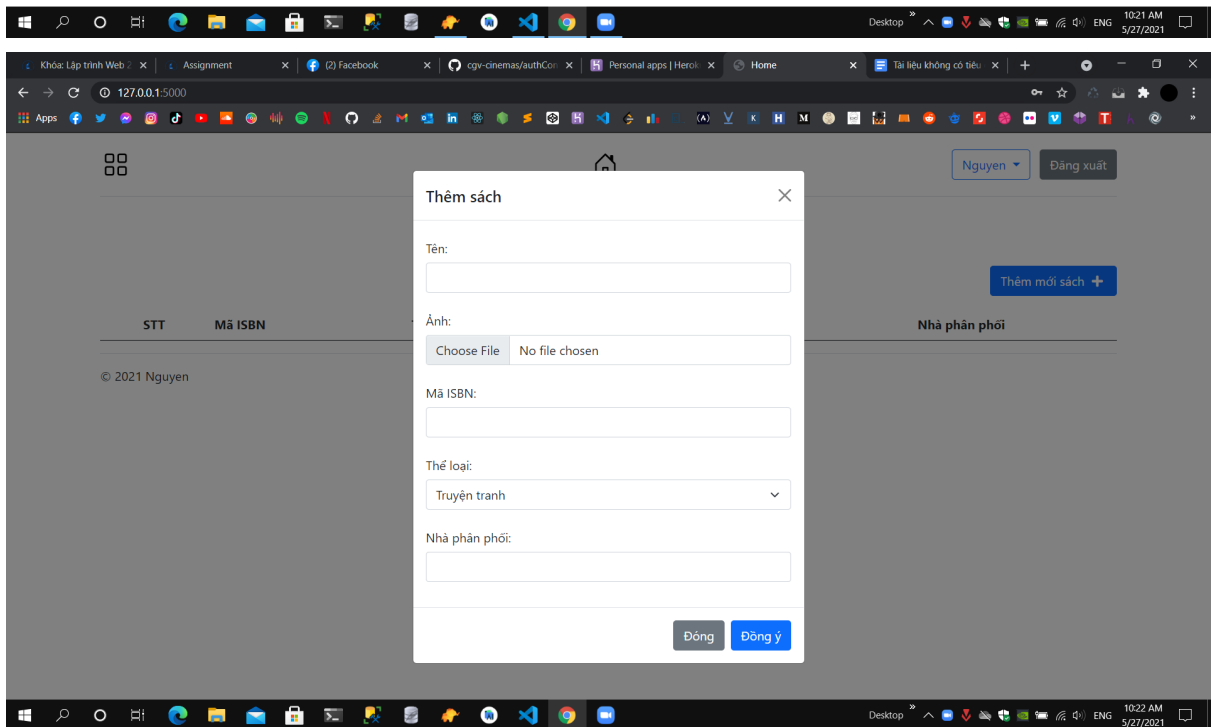 Desktop » ENG 10:21 AM
5/27/2021
Khóa: Lập trình Web 2 Assignment (2) Facebook cgv-cinemas/authCon Personal apps | Herok Home Tài liệu không có tiêu
127.0.0.1:5000
Apps »
Nguyen Đăng xuất
Thêm sách
Tên:
Thêm mới sách
Ảnh:
STT Mã ISBN Nhà phân phối
Choose File No file chosen
© 2021 Nguyen
Mã ISBN:
Thể loại:
Truyện tranh
Nhà phân phối:
Đóng Đồng ý
Desktop » ENG 10:22 AM
5/27/2021